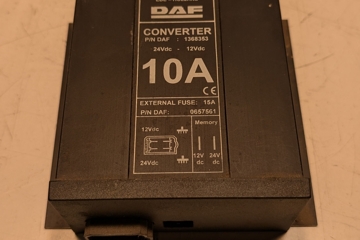 DAF
CONVERTER
P/N DAF : 1368353
24Vdc - 12Vdc
10A
CE
EXTERNAL FUSE: 15A
P/N DAF: 0657561
12Vdc
24Vdc
Memory
12V 24V
dc dc